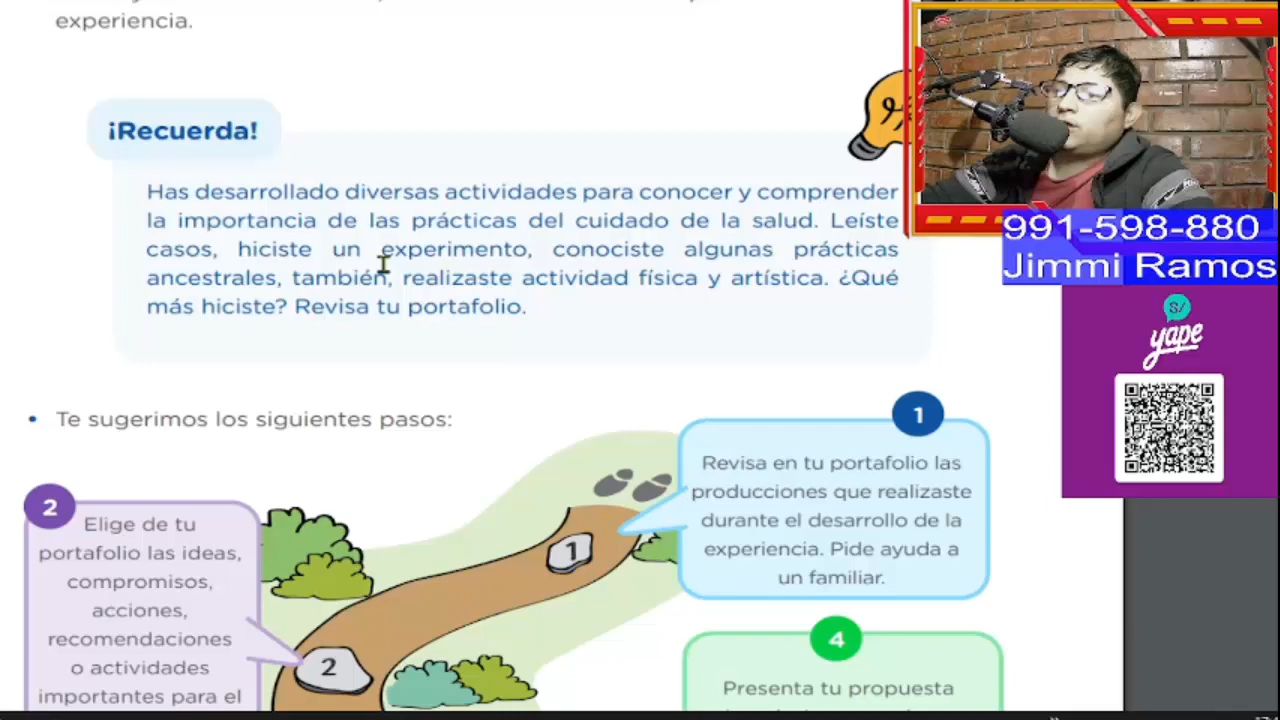 experiencia.
¡Recuerda!
Has desarrollado diversas actividades para conocer y comprender
la importancia de las prácticas del cuidado de la salud. Leíste
casos, hiciste un experimento, conociste algunas prácticas
ancestrales, también, realizaste actividad física y artística. ¿Qué
más hiciste? Revisa tu portafolio.
991-598-880
Jimmi Ramos
S/
yape
• Te sugerimos los siguientes pasos:
1
Revisa en tu portafolio las
producciones que realizaste
durante el desarrollo de la
experiencia. Pide ayuda a
un familiar.
1
2
Elige de tu
portafolio las ideas,
compromisos,
acciones,
recomendaciones
o actividades
importantes para el
2
4
Presenta tu propuesta